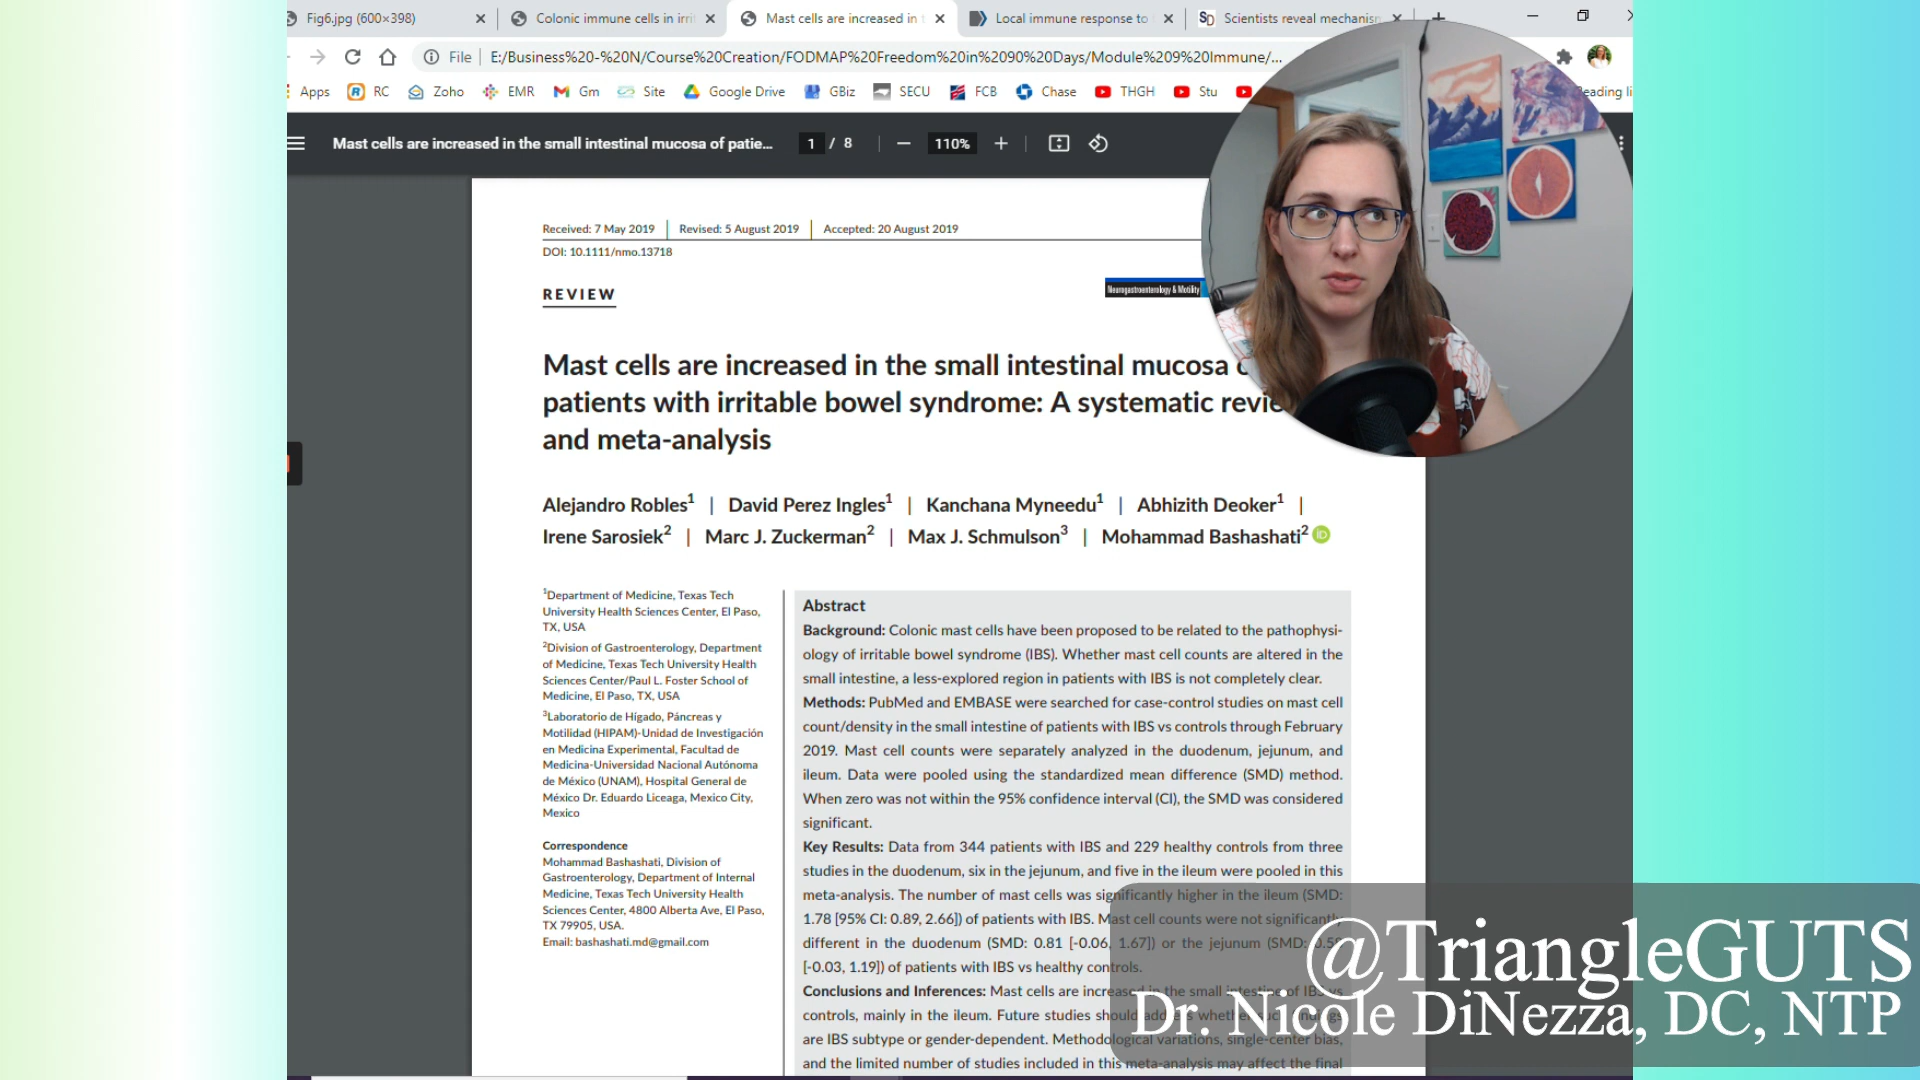 Fig6.jpg (600×398)
Colonic immune cells in irri
Mast cells are increased in
Local immune response to
SD Scientists reveal mechanism
File E:/Business%20-%20N/Course%20Creation/FODMAP%20Freedom%20in%2090%20Days/Module%209%20Immune/...
Apps RC Zoho EMR Gm Site Google Drive GBiz SECU FCB Chase THGH Stu eading li
Mast cells are increased in the small intestinal mucosa of patie... 1 / 8 — 110% +
Received: 7 May 2019 | Revised: 5 August 2019 | Accepted: 20 August 2019
DOI: 10.1111/nmo.13718
REVIEW
Neurogastroenterology & Motility
Mast cells are increased in the small intestinal mucosa
patients with irritable bowel syndrome: A systematic revie
and meta-analysis
Alejandro Robles1 | David Perez Ingles1 | Kanchana Myneedu1 | Abhizith Deoker1 |
Irene Sarosiek2 | Marc J. Zuckerman2 | Max J. Schmulson3 | Mohammad Bashashati2 iD
1Department of Medicine, Texas Tech
University Health Sciences Center, El Paso,
TX, USA
2Division of Gastroenterology, Department
of Medicine, Texas Tech University Health
Sciences Center/Paul L. Foster School of
Medicine, El Paso, TX, USA
3Laboratorio de Hígado, Páncreas y
Motilidad (HIPAM)-Unidad de Investigación
en Medicina Experimental, Facultad de
Medicina-Universidad Nacional Autónoma
de México (UNAM), Hospital General de
México Dr. Eduardo Liceaga, Mexico City,
Mexico
Correspondence
Mohammad Bashashati, Division of
Gastroenterology, Department of Internal
Medicine, Texas Tech University Health
Sciences Center, 4800 Alberta Ave, El Paso,
TX 79905, USA.
Email: bashashati.md@gmail.com
Abstract
Background: Colonic mast cells have been proposed to be related to the pathophysi-
ology of irritable bowel syndrome (IBS). Whether mast cell counts are altered in the
small intestine, a less-explored region in patients with IBS is not completely clear.
Methods: PubMed and EMBASE were searched for case-control studies on mast cell
count/density in the small intestine of patients with IBS vs controls through February
2019. Mast cell counts were separately analyzed in the duodenum, jejunum, and
ileum. Data were pooled using the standardized mean difference (SMD) method.
When zero was not within the 95% confidence interval (CI), the SMD was considered
significant.
Key Results: Data from 344 patients with IBS and 229 healthy controls from three
studies in the duodenum, six in the jejunum, and five in the ileum were pooled in this
meta-analysis. The number of mast cells was significantly higher in the ileum (SMD:
1.78 [95% CI: 0.89, 2.66]) of patients with IBS. Mast cell counts were not significantly
different in the duodenum (SMD: 0.81 [-0.06, 1.67]) or the jejunum (SMD:
[-0.03, 1.19]) of patients with IBS vs healthy controls.
Conclusions and Inferences: Mast cells are increased in the small intestine of IBS vs
controls, mainly in the ileum. Future studies should address whether such findings
are IBS subtype or gender-dependent. Methodological variations, single-center bias,
and the limited number of studies included in this meta-analysis may affect the final
@TriangleGUTS
Dr. Nicole DiNezza, DC, NTP